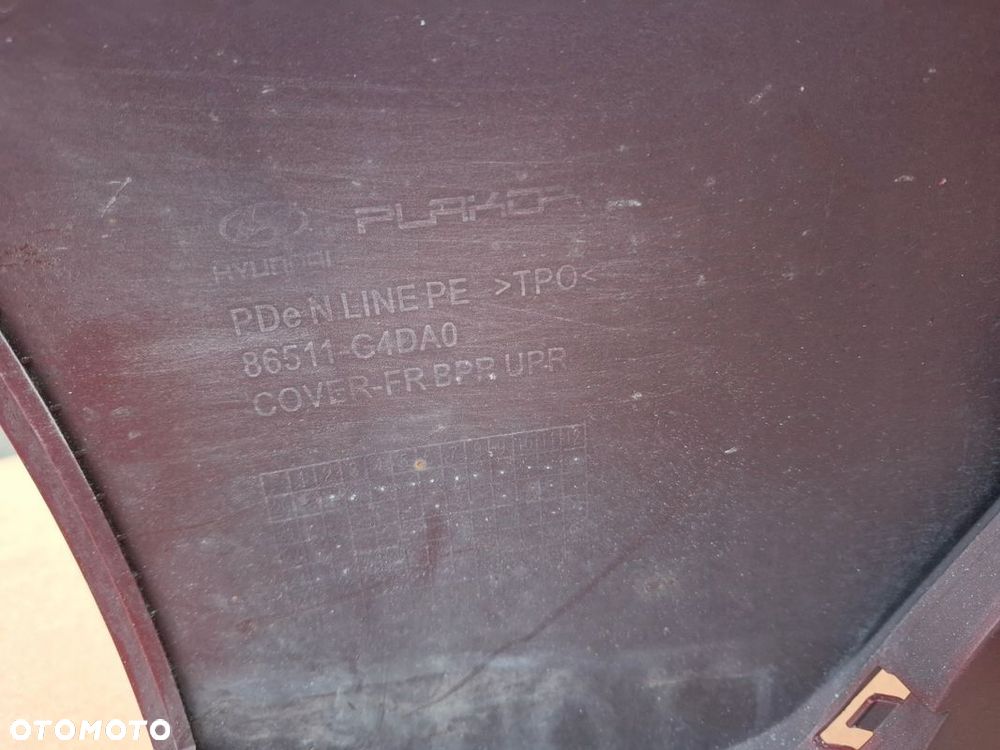 HYUNDAI PLAKOR
PDe N LINE PE >TPO<
86511-G4DA0
COVER-FR BPR UPR
OTOMOTO